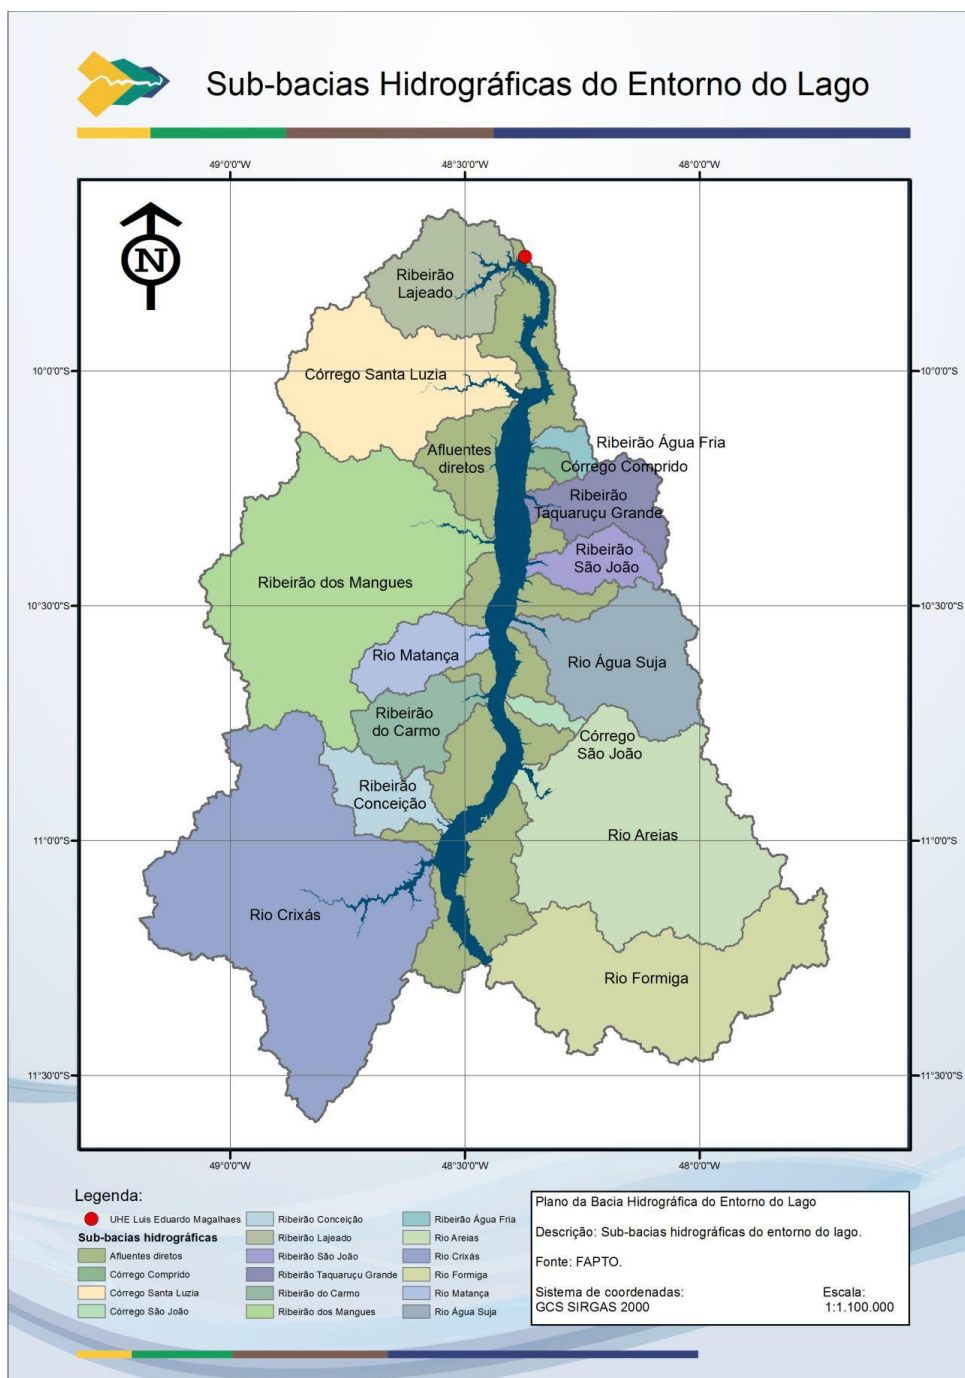 Sub-bacias Hidrográficas do Entorno do Lago
49°0'0"W
48°30'0"W
48°0'0"W
N
Ribeirão
Lajeado
10°0'0"S
Córrego Santa Luzia
10°0'0"S
Afluentes
diretos
Ribeirão Água Fria
Córrego Comprido
Ribeirão
Taquaruçu Grande
Ribeirão
São João
Ribeirão dos Mangues
10°30'0"S
10°30'0"S
Rio Matança
Rio Água Suja
Ribeirão
do Carmo
Córrego
São João
Ribeirão
Conceição
11°0'0"S
Rio Areias
11°0'0"S
Rio Crixás
Rio Formiga
11°30'0"S
11°30'0"S
49°0'0"W
48°30'0"W
48°0'0"W
Legenda:
UHE Luis Eduardo Magalhaes
Sub-bacias hidrográficas
Afluentes diretos
Córrego Comprido
Córrego Santa Luzia
Córrego São João
Ribeirão Conceição
Ribeirão Lajeado
Ribeirão São João
Ribeirão Taquaruçu Grande
Ribeirão do Carmo
Ribeirão dos Mangues
Ribeirão Água Fria
Rio Areias
Rio Crixás
Rio Formiga
Rio Matança
Rio Água Suja
Plano da Bacia Hidrográfica do Entorno do Lago
Descrição: Sub-bacias hidrográficas do entorno do lago.
Fonte: FAPTO.
Sistema de coordenadas:
GCS SIRGAS 2000
Escala:
1:1.100.000